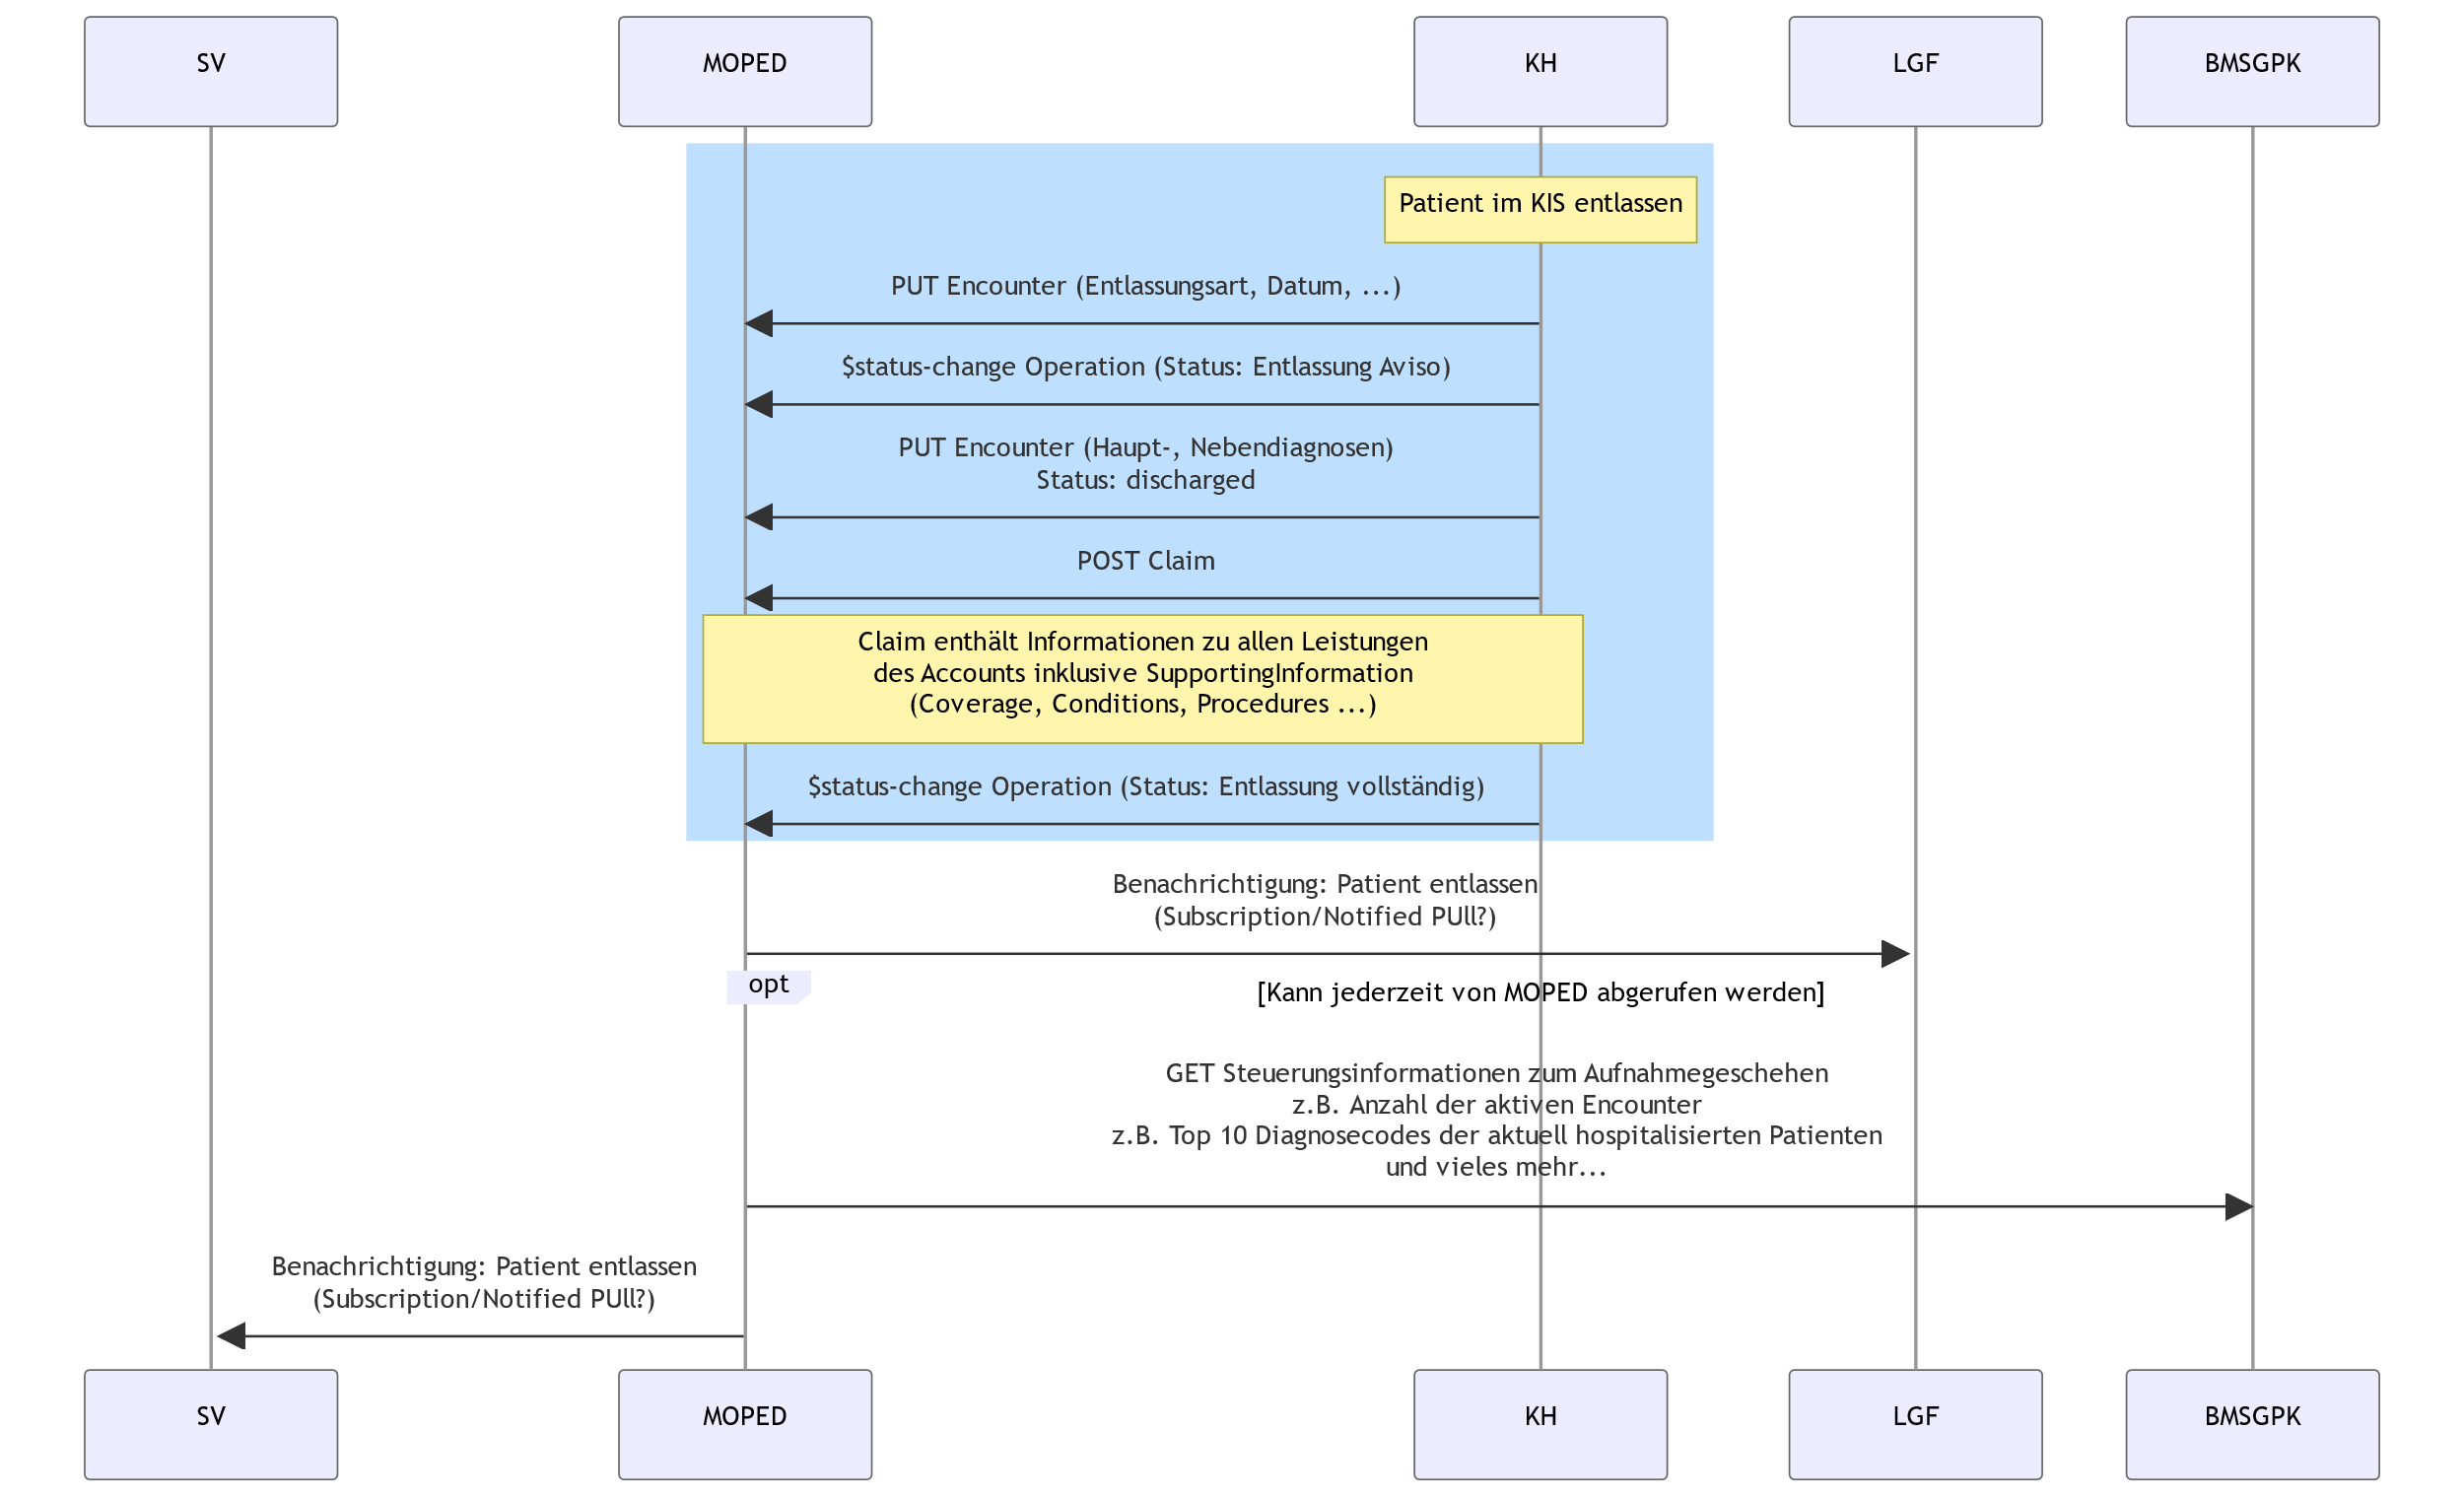 SV
MOPED
KH
LGF
BMSGPK
Patient im KIS entlassen
PUT Encounter (Entlassungsart, Datum, ...)
$status-change Operation (Status: Entlassung Aviso)
PUT Encounter (Haupt-, Nebendiagnosen)
Status: discharged
POST Claim
Claim enthält Informationen zu allen Leistungen
des Accounts inklusive SupportingInformation
(Coverage, Conditions, Procedures ...)
$status-change Operation (Status: Entlassung vollständig)
Benachrichtigung: Patient entlassen
(Subscription/Notified PUll?)
opt
[Kann jederzeit von MOPED abgerufen werden]
GET Steuerungsinformationen zum Aufnahmegeschehen
z.B. Anzahl der aktiven Encounter
z.B. Top 10 Diagnosecodes der aktuell hospitalisierten Patienten
und vieles mehr...
Benachrichtigung: Patient entlassen
(Subscription/Notified PUll?)
SV
MOPED
KH
LGF
BMSGPK